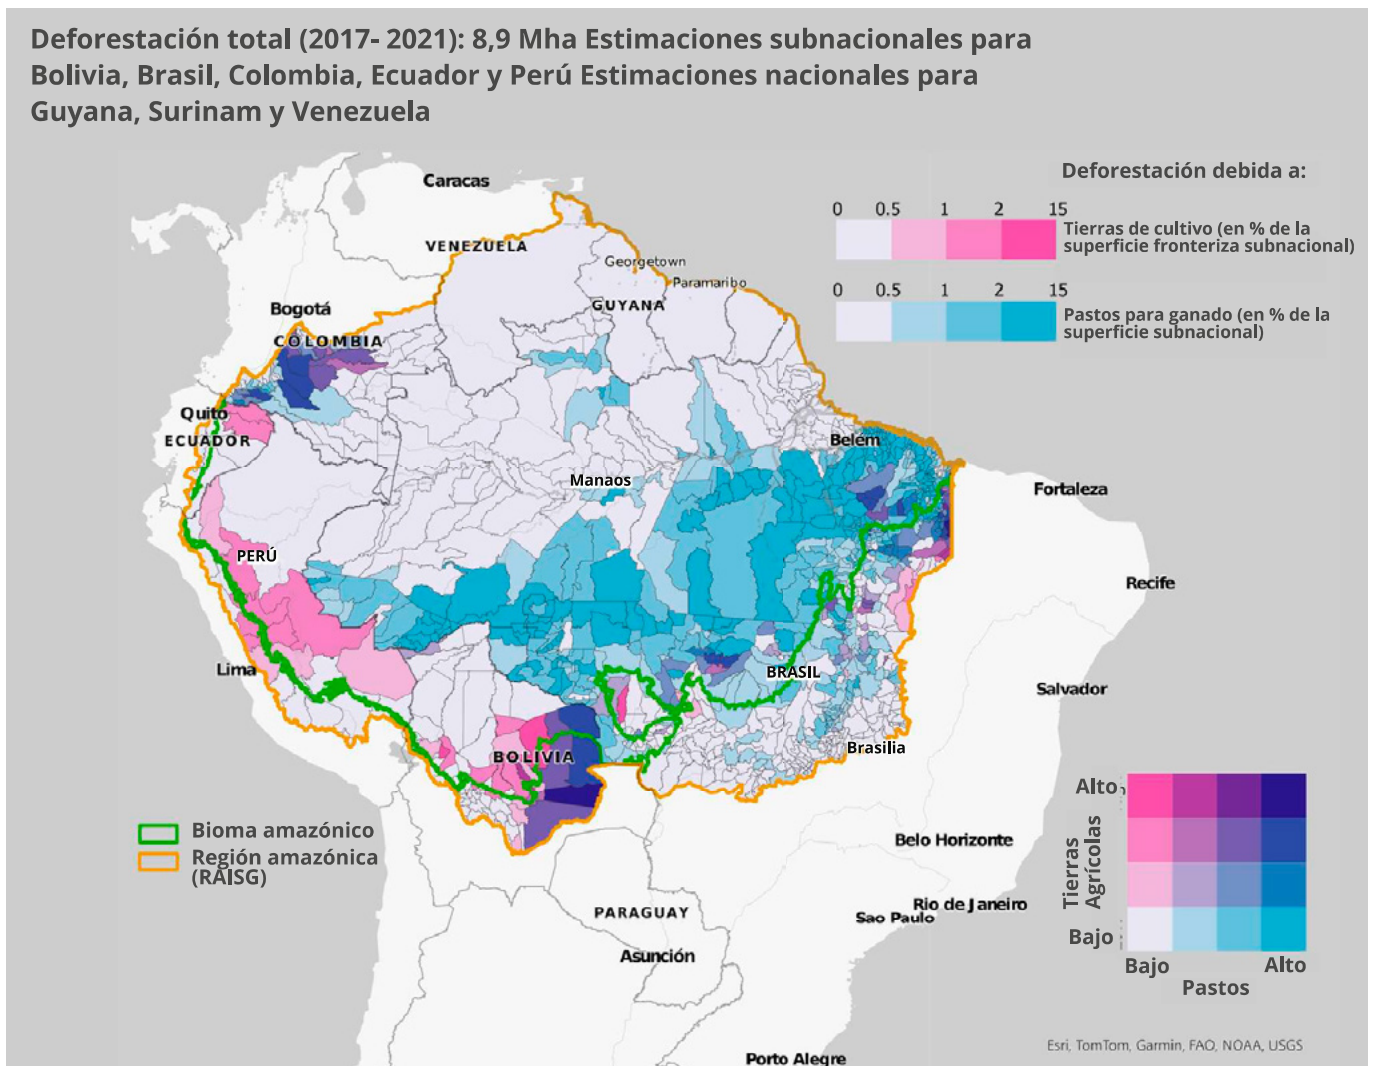 Deforestación total (2017- 2021): 8,9 Mha Estimaciones subnacionales para
Bolivia, Brasil, Colombia, Ecuador y Perú Estimaciones nacionales para
Guyana, Surinam y Venezuela
Deforestación debida a:
0 0.5 1 2 15
Tierras de cultivo (en % de la
superficie fronteriza subnacional)
0 0.5 1 2 15
Pastos para ganado (en % de la
superficie subnacional)
Caracas
VENEZUELA
Georgetown
Paramaribo
GUYANA
Bogotá
COLOMBIA
Quito
ECUADOR
Belém
Manaos
Fortaleza
PERÚ
Recife
Lima
BRASIL
Salvador
Brasilia
BOLIVIA
Belo Horizonte
Rio de Janeiro
Sao Paulo
PARAGUAY
Asunción
Porto Alegre
Bioma amazónico
Región amazónica
(RAISG)
Alto
Tierras
Agrícolas
Bajo
Bajo Alto
Pastos
Esri, TomTom, Garmin, FAO, NOAA, USGS